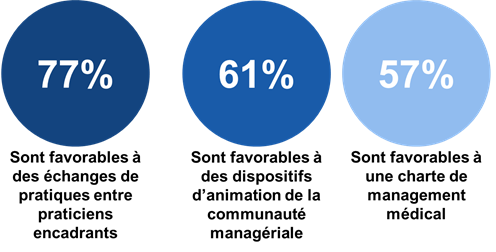 77%
Sont favorables à
des échanges de
pratiques entre
praticiens
encadrants
61%
Sont favorables à
des dispositifs
d’animation de la
communauté
managériale
57%
Sont favorables à
une charte de
management
médical